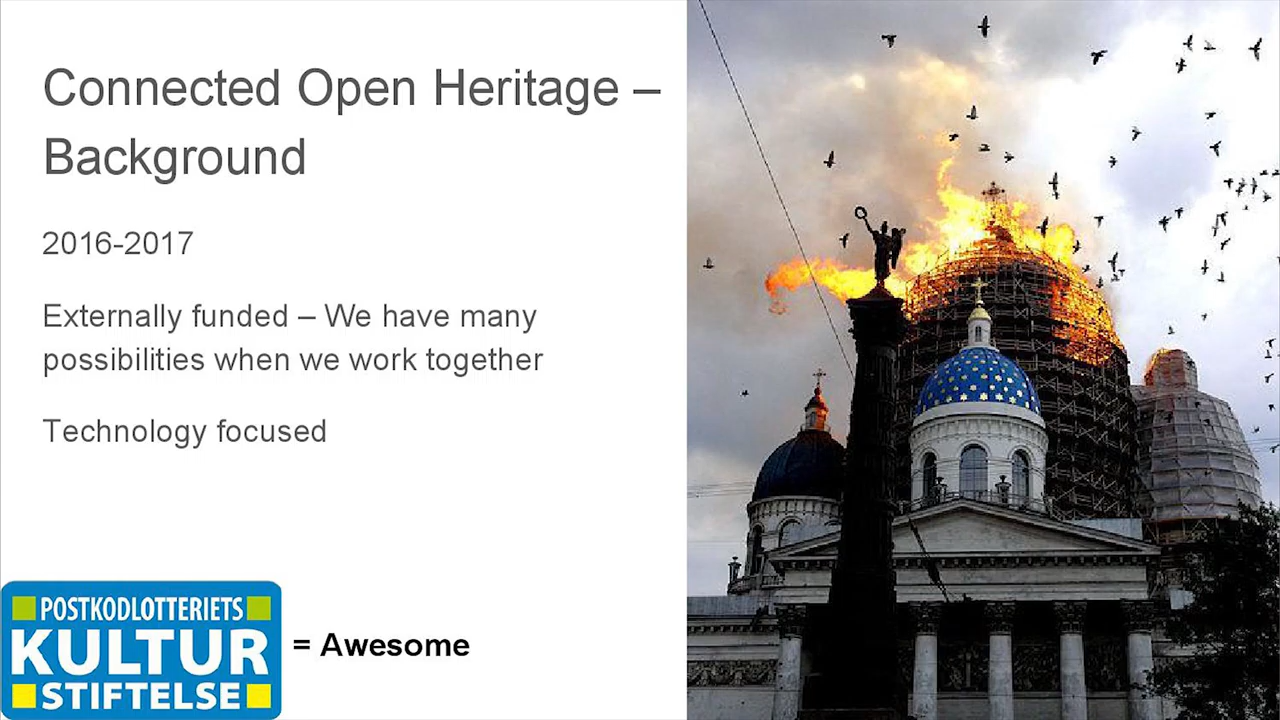 Connected Open Heritage –
Background
2016-2017
Externally funded – We have many
possibilities when we work together
Technology focused
POSTKODLOTTERIETS
KULTUR
STIFTELSE
= Awesome